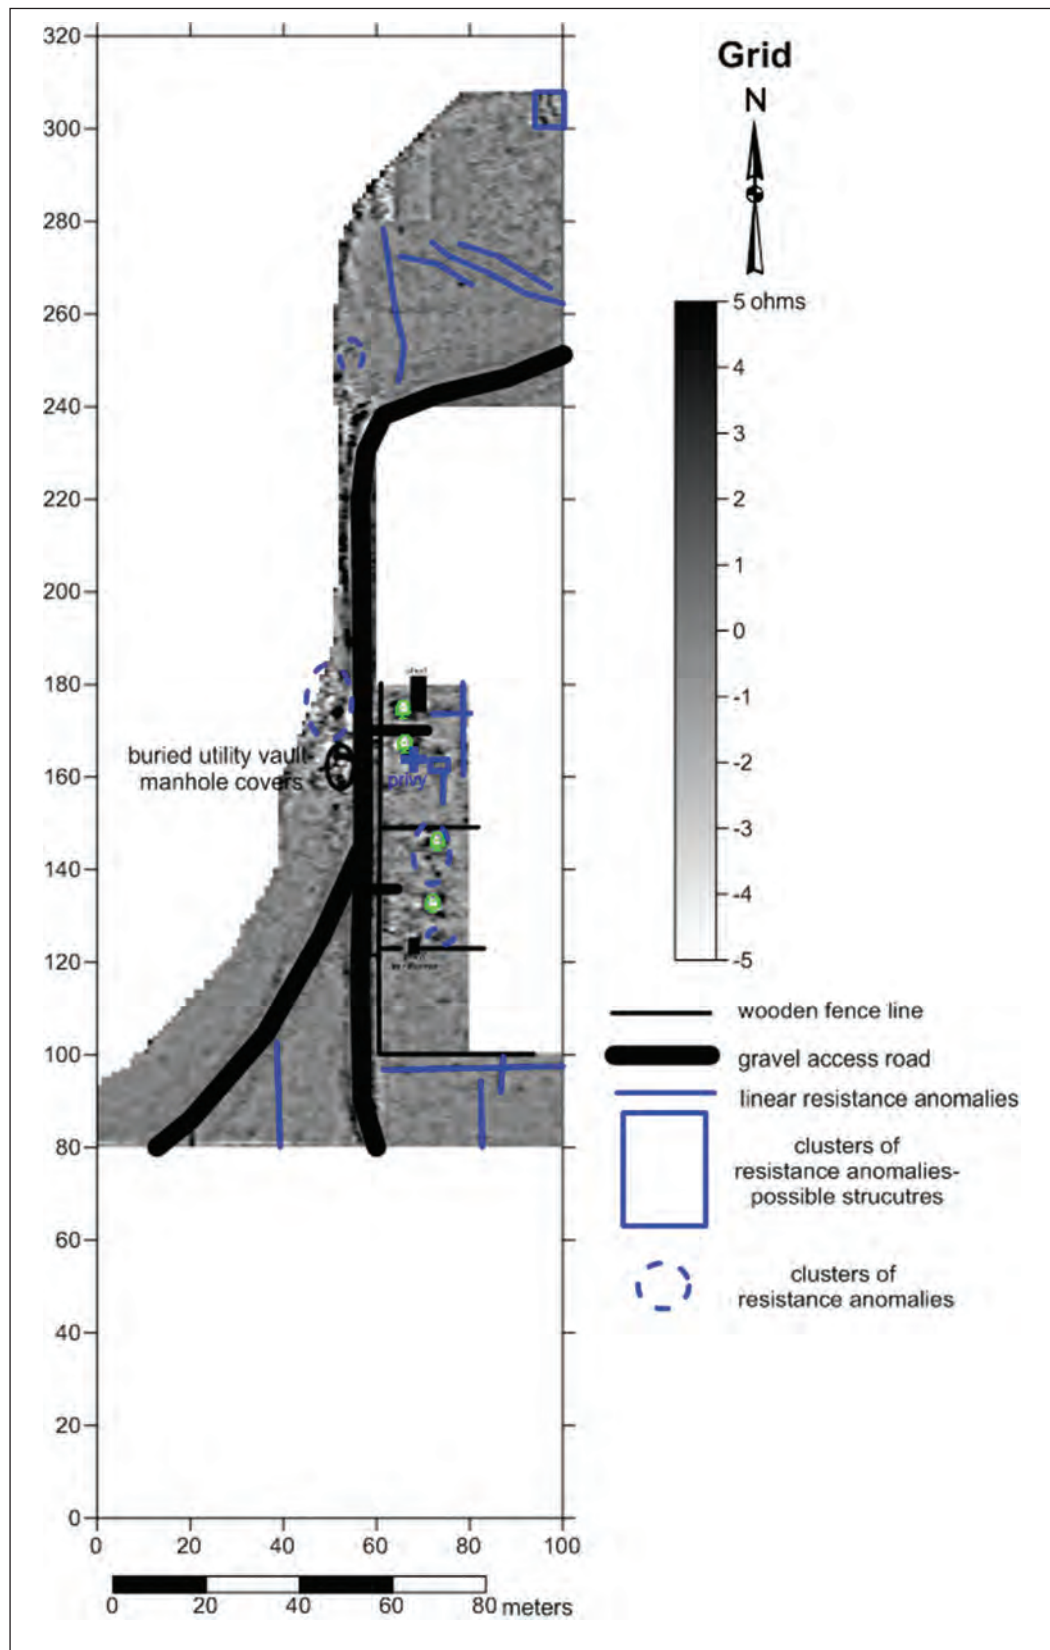 320
300
280
260
240
220
200
180
160
140
120
100
80
60
40
20
0
0
20
40
60
80
100
0
20
40
60
80
meters
buried utility vault
manhole covers
privy
Grid
N
5 ohms
4
3
2
1
0
-1
-2
-3
-4
-5
wooden fence line
gravel access road
linear resistance anomalies
clusters of
resistance anomalies-
possible strucutres
clusters of
resistance anomalies